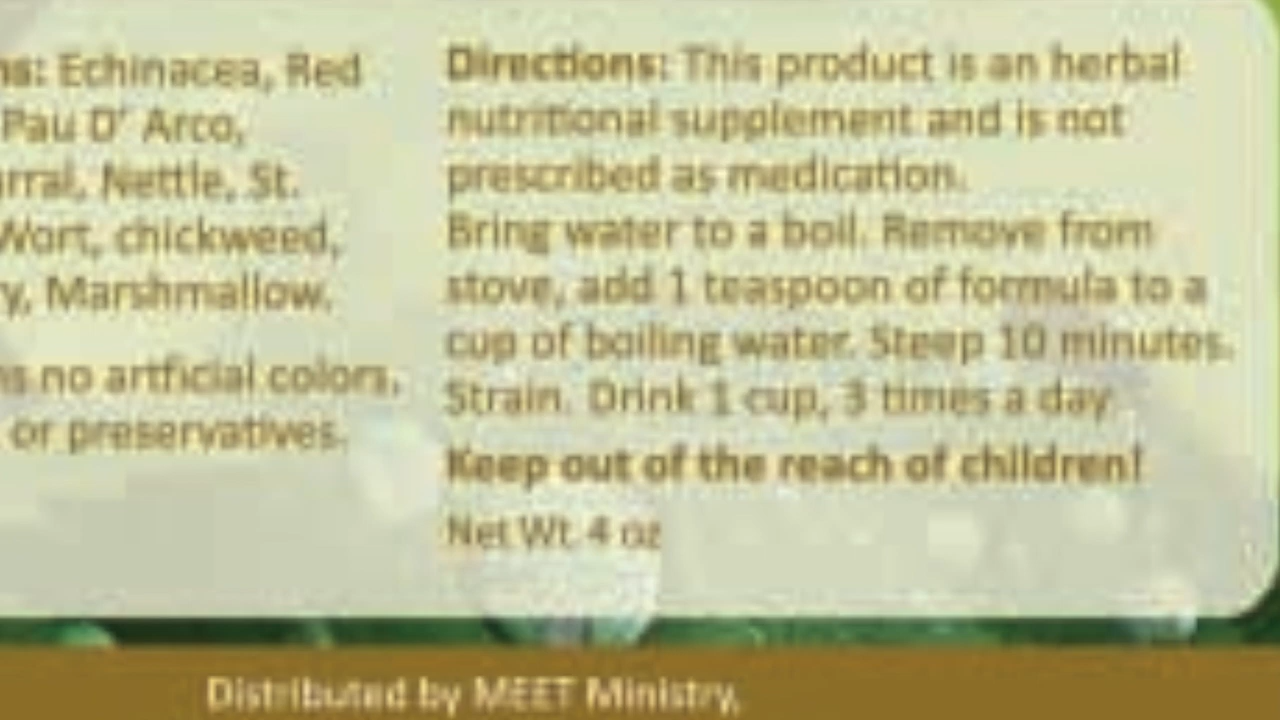 ns: Echinacea, Red
Pau D' Arco,
rral, Nettle, St.
Wort, chickweed,
ry, Marshmallow.
ns no artficial colors,
or preservatives.
Directions: This product is an herbal
nutritional supplement and is not
prescribed as medication.
Bring water to a boil. Remove from
stove, add 1 teaspoon of formula to a
cup of boiling water. Steep 10 minutes.
Strain. Drink 1 cup, 3 times a day.
Keep out of the reach of children!
Net Wt. 4 oz
Distributed by MEET Ministry,